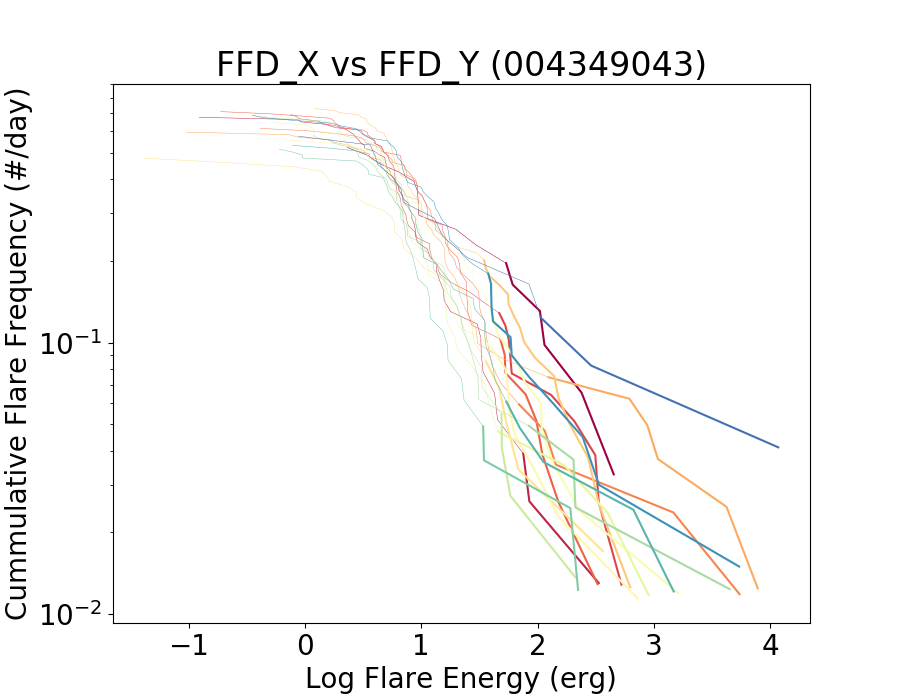 FFD_X vs FFD_Y (004349043)
Cummulative Flare Frequency (#/day)
10⁻¹
10⁻²
−1 0 1 2 3 4
Log Flare Energy (erg)